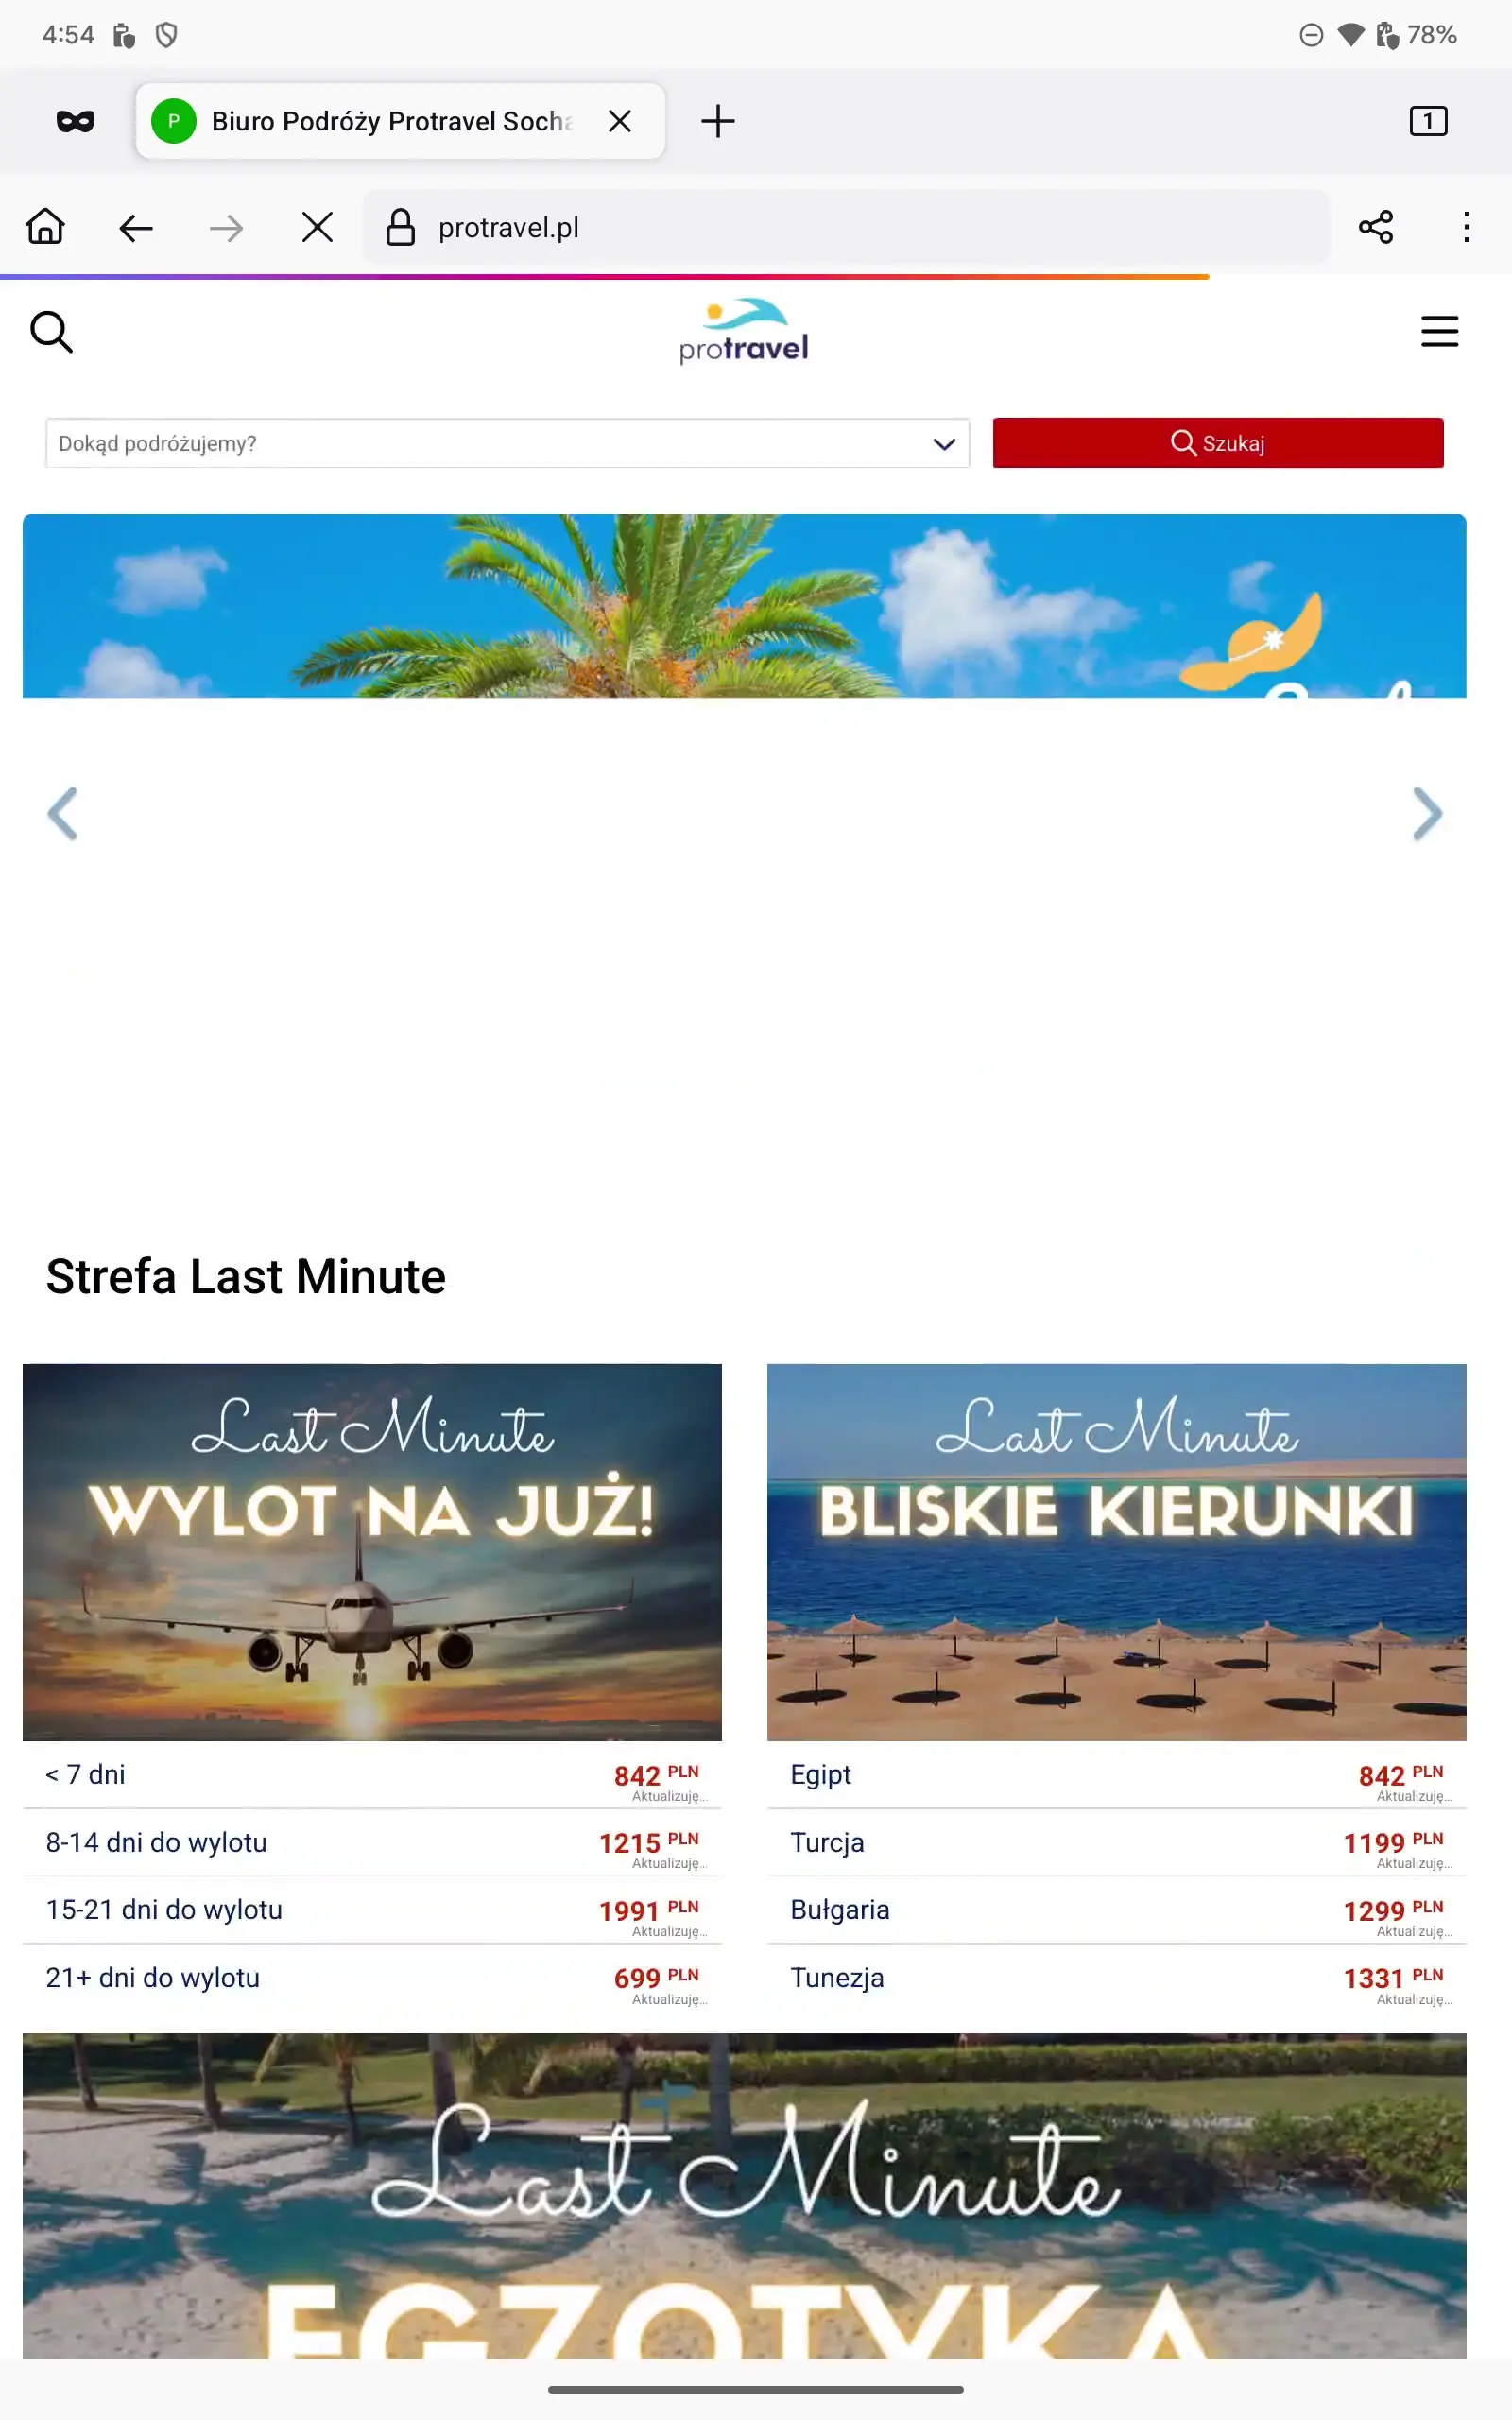 4:54
78%
P
Biuro Podróży Protravel Socha
1
protravel.pl
protravel
Dokąd podróżujemy?
Szukaj
Strefa Last Minute
Last Minute
WYLOT NA JUŻ!
< 7 dni
842 PLN
Aktualizuję...
8-14 dni do wylotu
1215 PLN
Aktualizuję...
15-21 dni do wylotu
1991 PLN
Aktualizuję...
21+ dni do wylotu
699 PLN
Aktualizuję...
Last Minute
BLISKIE KIERUNKI
Egipt
842 PLN
Aktualizuję...
Turcja
1199 PLN
Aktualizuję...
Bułgaria
1299 PLN
Aktualizuję...
Tunezja
1331 PLN
Aktualizuję...
Last Minute
EGZOTYKA